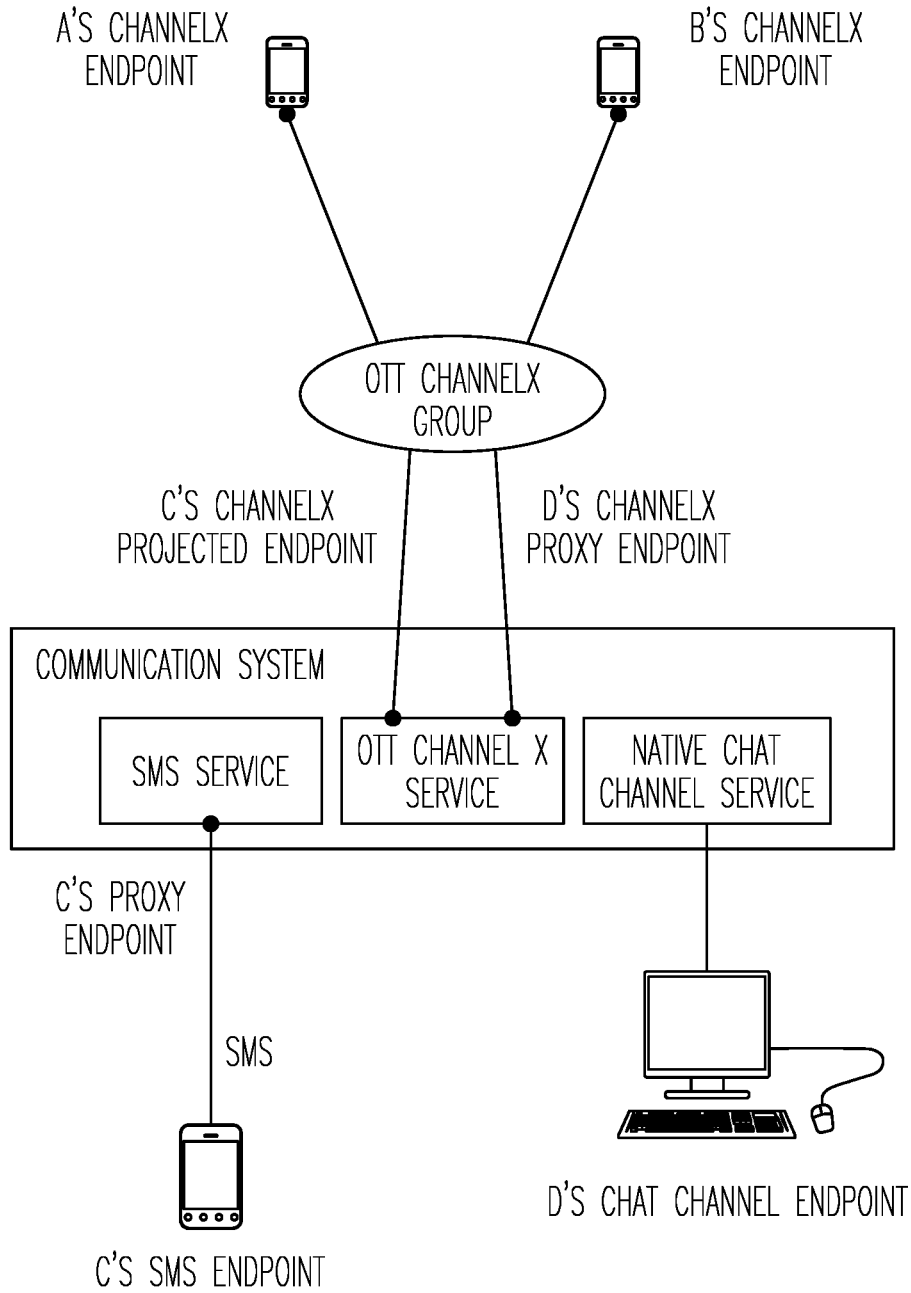 A'S CHANNELX
ENDPOINT
B'S CHANNELX
ENDPOINT
OTT CHANNELX
GROUP
C'S CHANNELX
PROJECTED ENDPOINT
D'S CHANNELX
PROXY ENDPOINT
COMMUNICATION SYSTEM
SMS SERVICE
OTT CHANNEL X
SERVICE
NATIVE CHAT
CHANNEL SERVICE
C'S PROXY
ENDPOINT
SMS
D'S CHAT CHANNEL ENDPOINT
C'S SMS ENDPOINT